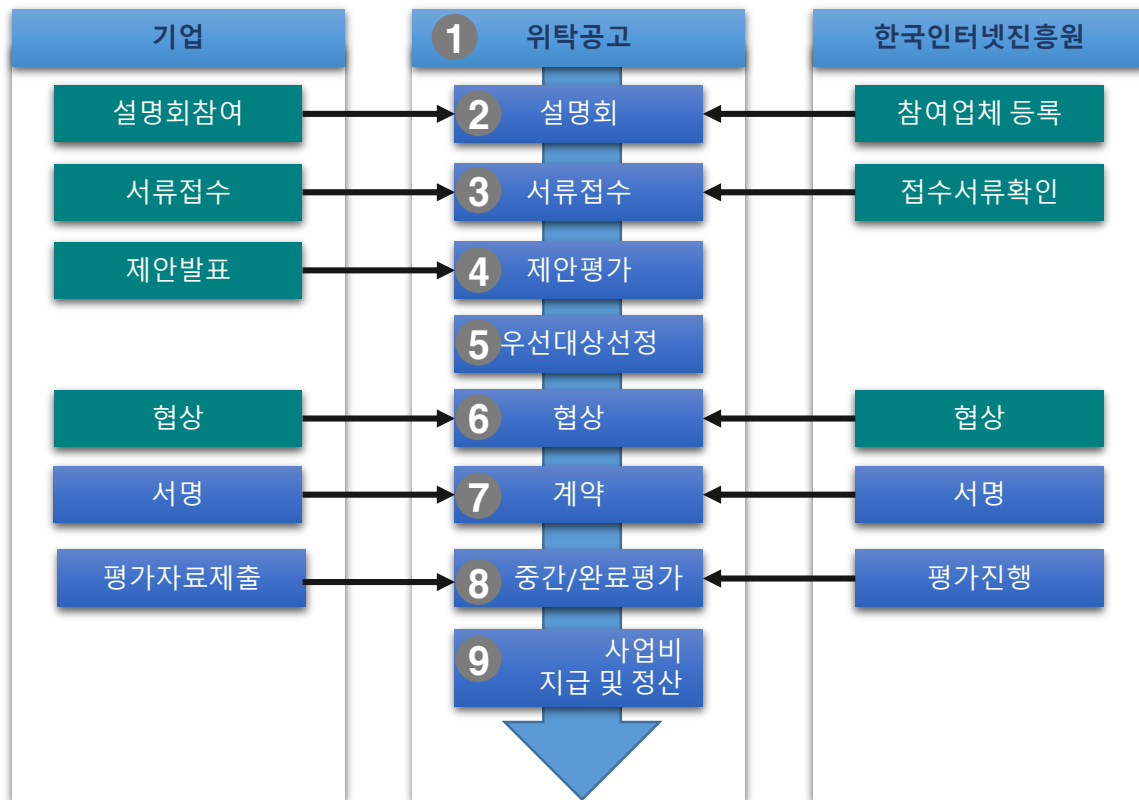 기업
1 위탁공고
한국인터넷진흥원
설명회참여
2 설명회
참여업체 등록
서류접수
3 서류접수
접수서류확인
제안발표
4 제안평가
5 우선대상선정
협상
6 협상
협상
서명
7 계약
서명
평가자료제출
8 중간/완료평가
평가진행
9 사업비
지급 및 정산